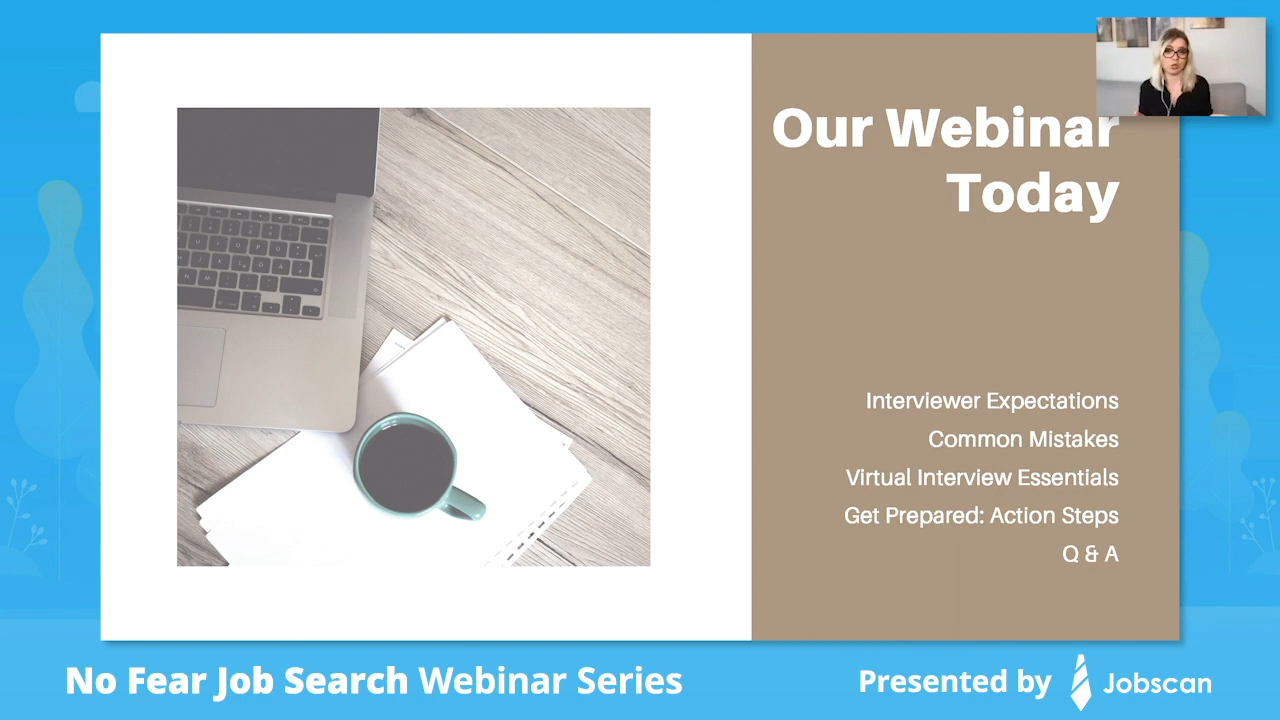 Our Webinar
Today
Interviewer Expectations
Common Mistakes
Virtual Interview Essentials
Get Prepared: Action Steps
Q & A
No Fear Job Search Webinar Series
Presented by Jobscan